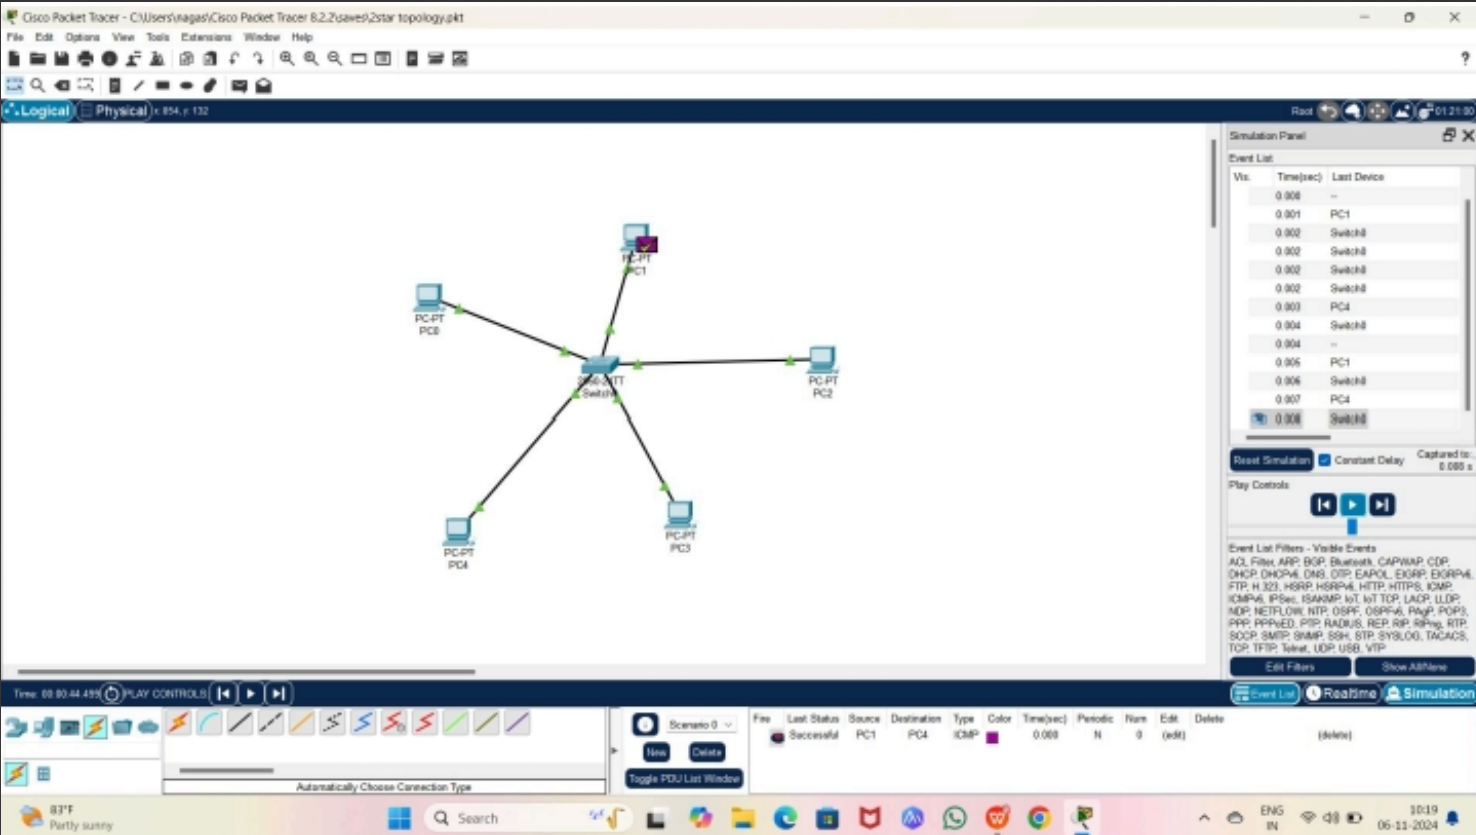 Cisco Packet Tracer - C:\Users\nagas\Cisco Packet Tracer 8.2.2\saves\2star topology.pkt
File Edit Options View Tools Extensions Window Help
Logical Physical x: 854, y: 132 Root 01:21:00
Simulation Panel
Event List
Vis. Time(sec) Last Device
0.000 --
0.001 PC1
0.002 Switch0
0.002 Switch0
0.002 Switch0
0.002 Switch0
0.003 PC4
0.004 Switch0
0.004 --
0.005 PC1
0.006 Switch0
0.007 PC4
0.008 Switch0
Reset Simulation Constant Delay Captured to:
0.008 s
Play Controls
Event List Filters - Visible Events
ACL Filter, ARP, BGP, Bluetooth, CAPWAP, CDP,
DHCP, DHCPv6, DNS, DTP, EAPOL, EIGRP, EIGRPv6,
FTP, H.323, HSRP, HSRPv6, HTTP, HTTPS, ICMP,
ICMPv6, IPSec, ISAKMP, IoT, IoT TCP, LACP, LLDP,
NDP, NETFLOW, NTP, OSPF, OSPFv6, PAgP, POP3,
PPP, PPPoED, PTP, RADIUS, REP, RIP, RIPng, RTP,
SCCP, SMTP, SNMP, SSH, STP, SYSLOG, TACACS,
TCP, TFTP, Telnet, UDP, USB, VTP
Edit Filters Show All/None
PC-PT
PC1
PC-PT
PC0
PC-PT
PC2
Switch
PC-PT
PC3
PC-PT
PC4
Time: 00:00:44.499 PLAY CONTROLS: Event List Realtime Simulation
Scenario 0
New Delete
Toggle PDU List Window
Fire Last Status Source Destination Type Color Time(sec) Periodic Num Edit Delete
Successful PC1 PC4 ICMP 0.000 N 0 (edit) (delete)
Automatically Choose Connection Type
83°F
Partly sunny
Search
ENG
IN
10:19
06-11-2024